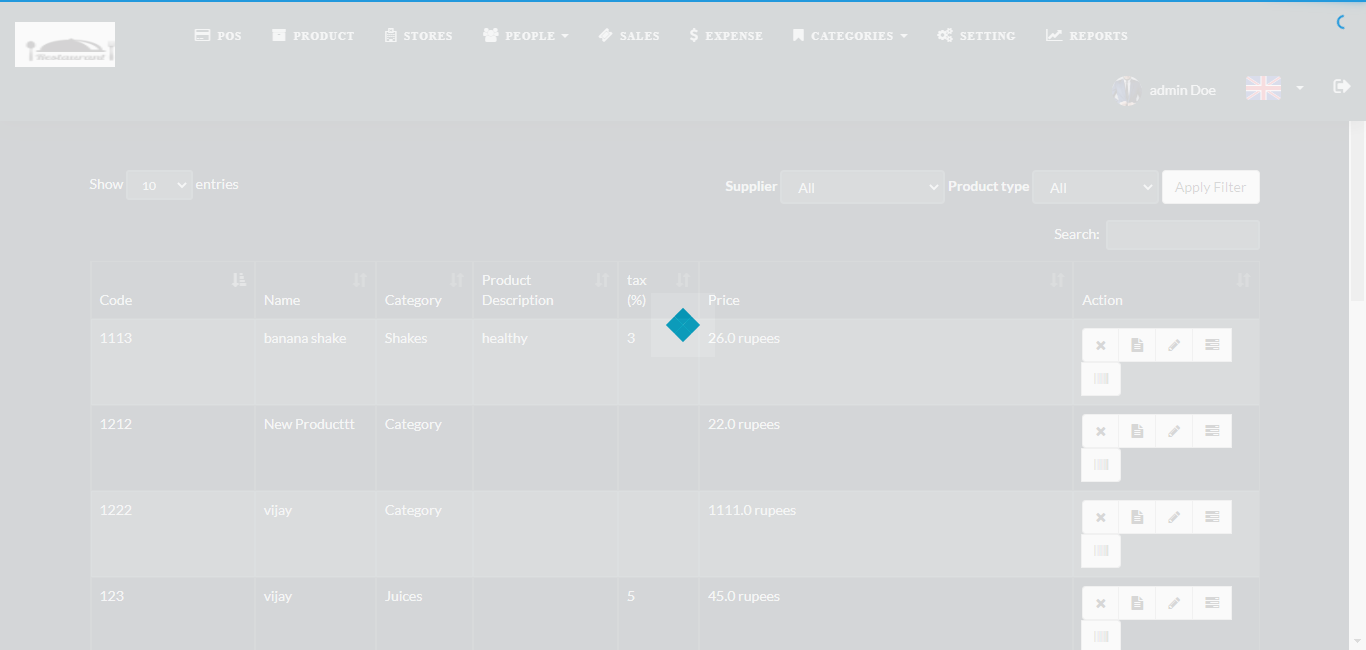 Restaurant
POS PRODUCT STORES PEOPLE SALES EXPENSE CATEGORIES SETTING REPORTS
admin Doe
Show 10 entries
Supplier All Product type All Apply Filter
Search:
Code Name Category Product Description tax (%) Price Action
1113 banana shake Shakes healthy 3 26.0 rupees
1212 New Producttt Category 22.0 rupees
1222 vijay Category 1111.0 rupees
123 vijay Juices 5 45.0 rupees